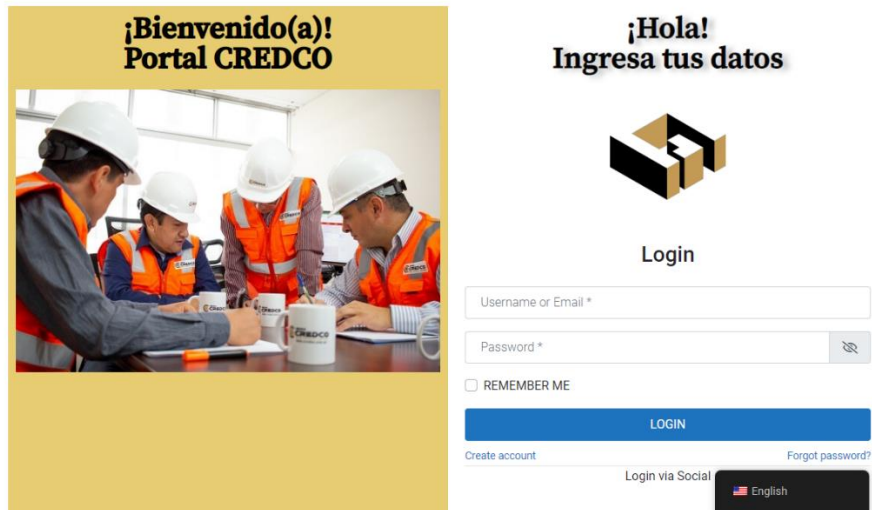 ¡Bienvenido(a)!
Portal CREDCO
CREDCO
¡Hola!
Ingresa tus datos
Login
Username or Email *
Password *
REMEMBER ME
LOGIN
Create account
Forgot password?
Login via Social
English